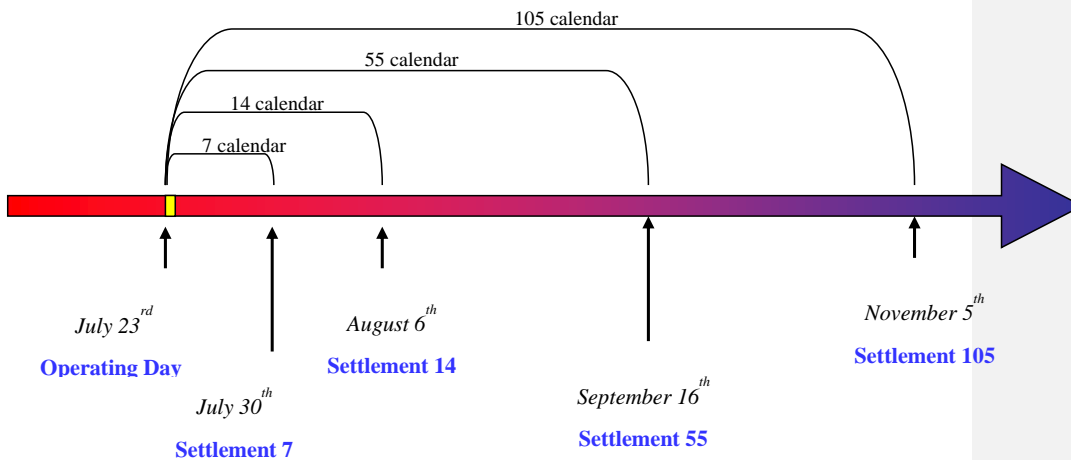 105 calendar
55 calendar
14 calendar
7 calendar
July 23rd
Operating Day
July 30th
Settlement 7
August 6th
Settlement 14
September 16th
Settlement 55
November 5th
Settlement 105